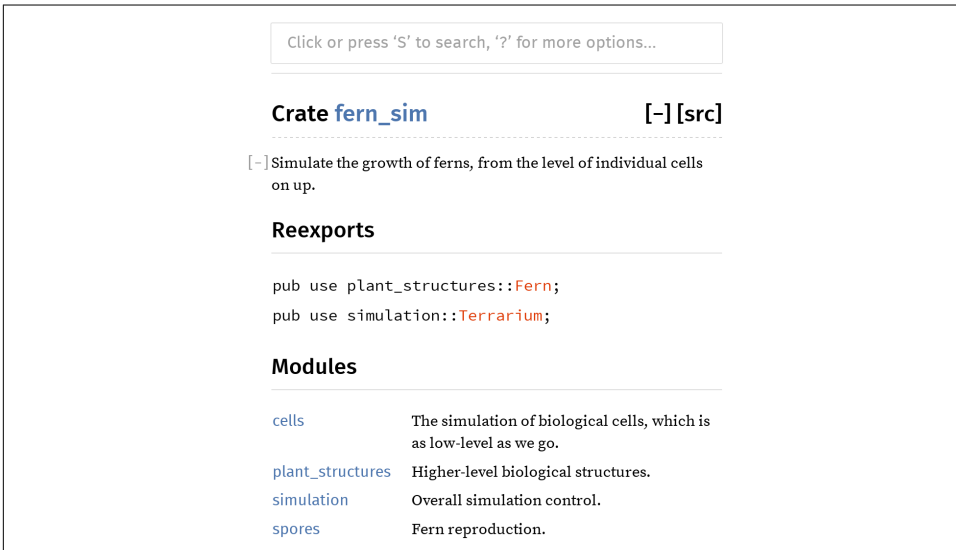 Click or press ‘S’ to search, ‘?’ for more options...
Crate fern_sim [−] [src]
[−] Simulate the growth of ferns, from the level of individual cells
on up.
Reexports
pub use plant_structures::Fern;
pub use simulation::Terrarium;
Modules
cells The simulation of biological cells, which is
as low-level as we go.
plant_structures Higher-level biological structures.
simulation Overall simulation control.
spores Fern reproduction.